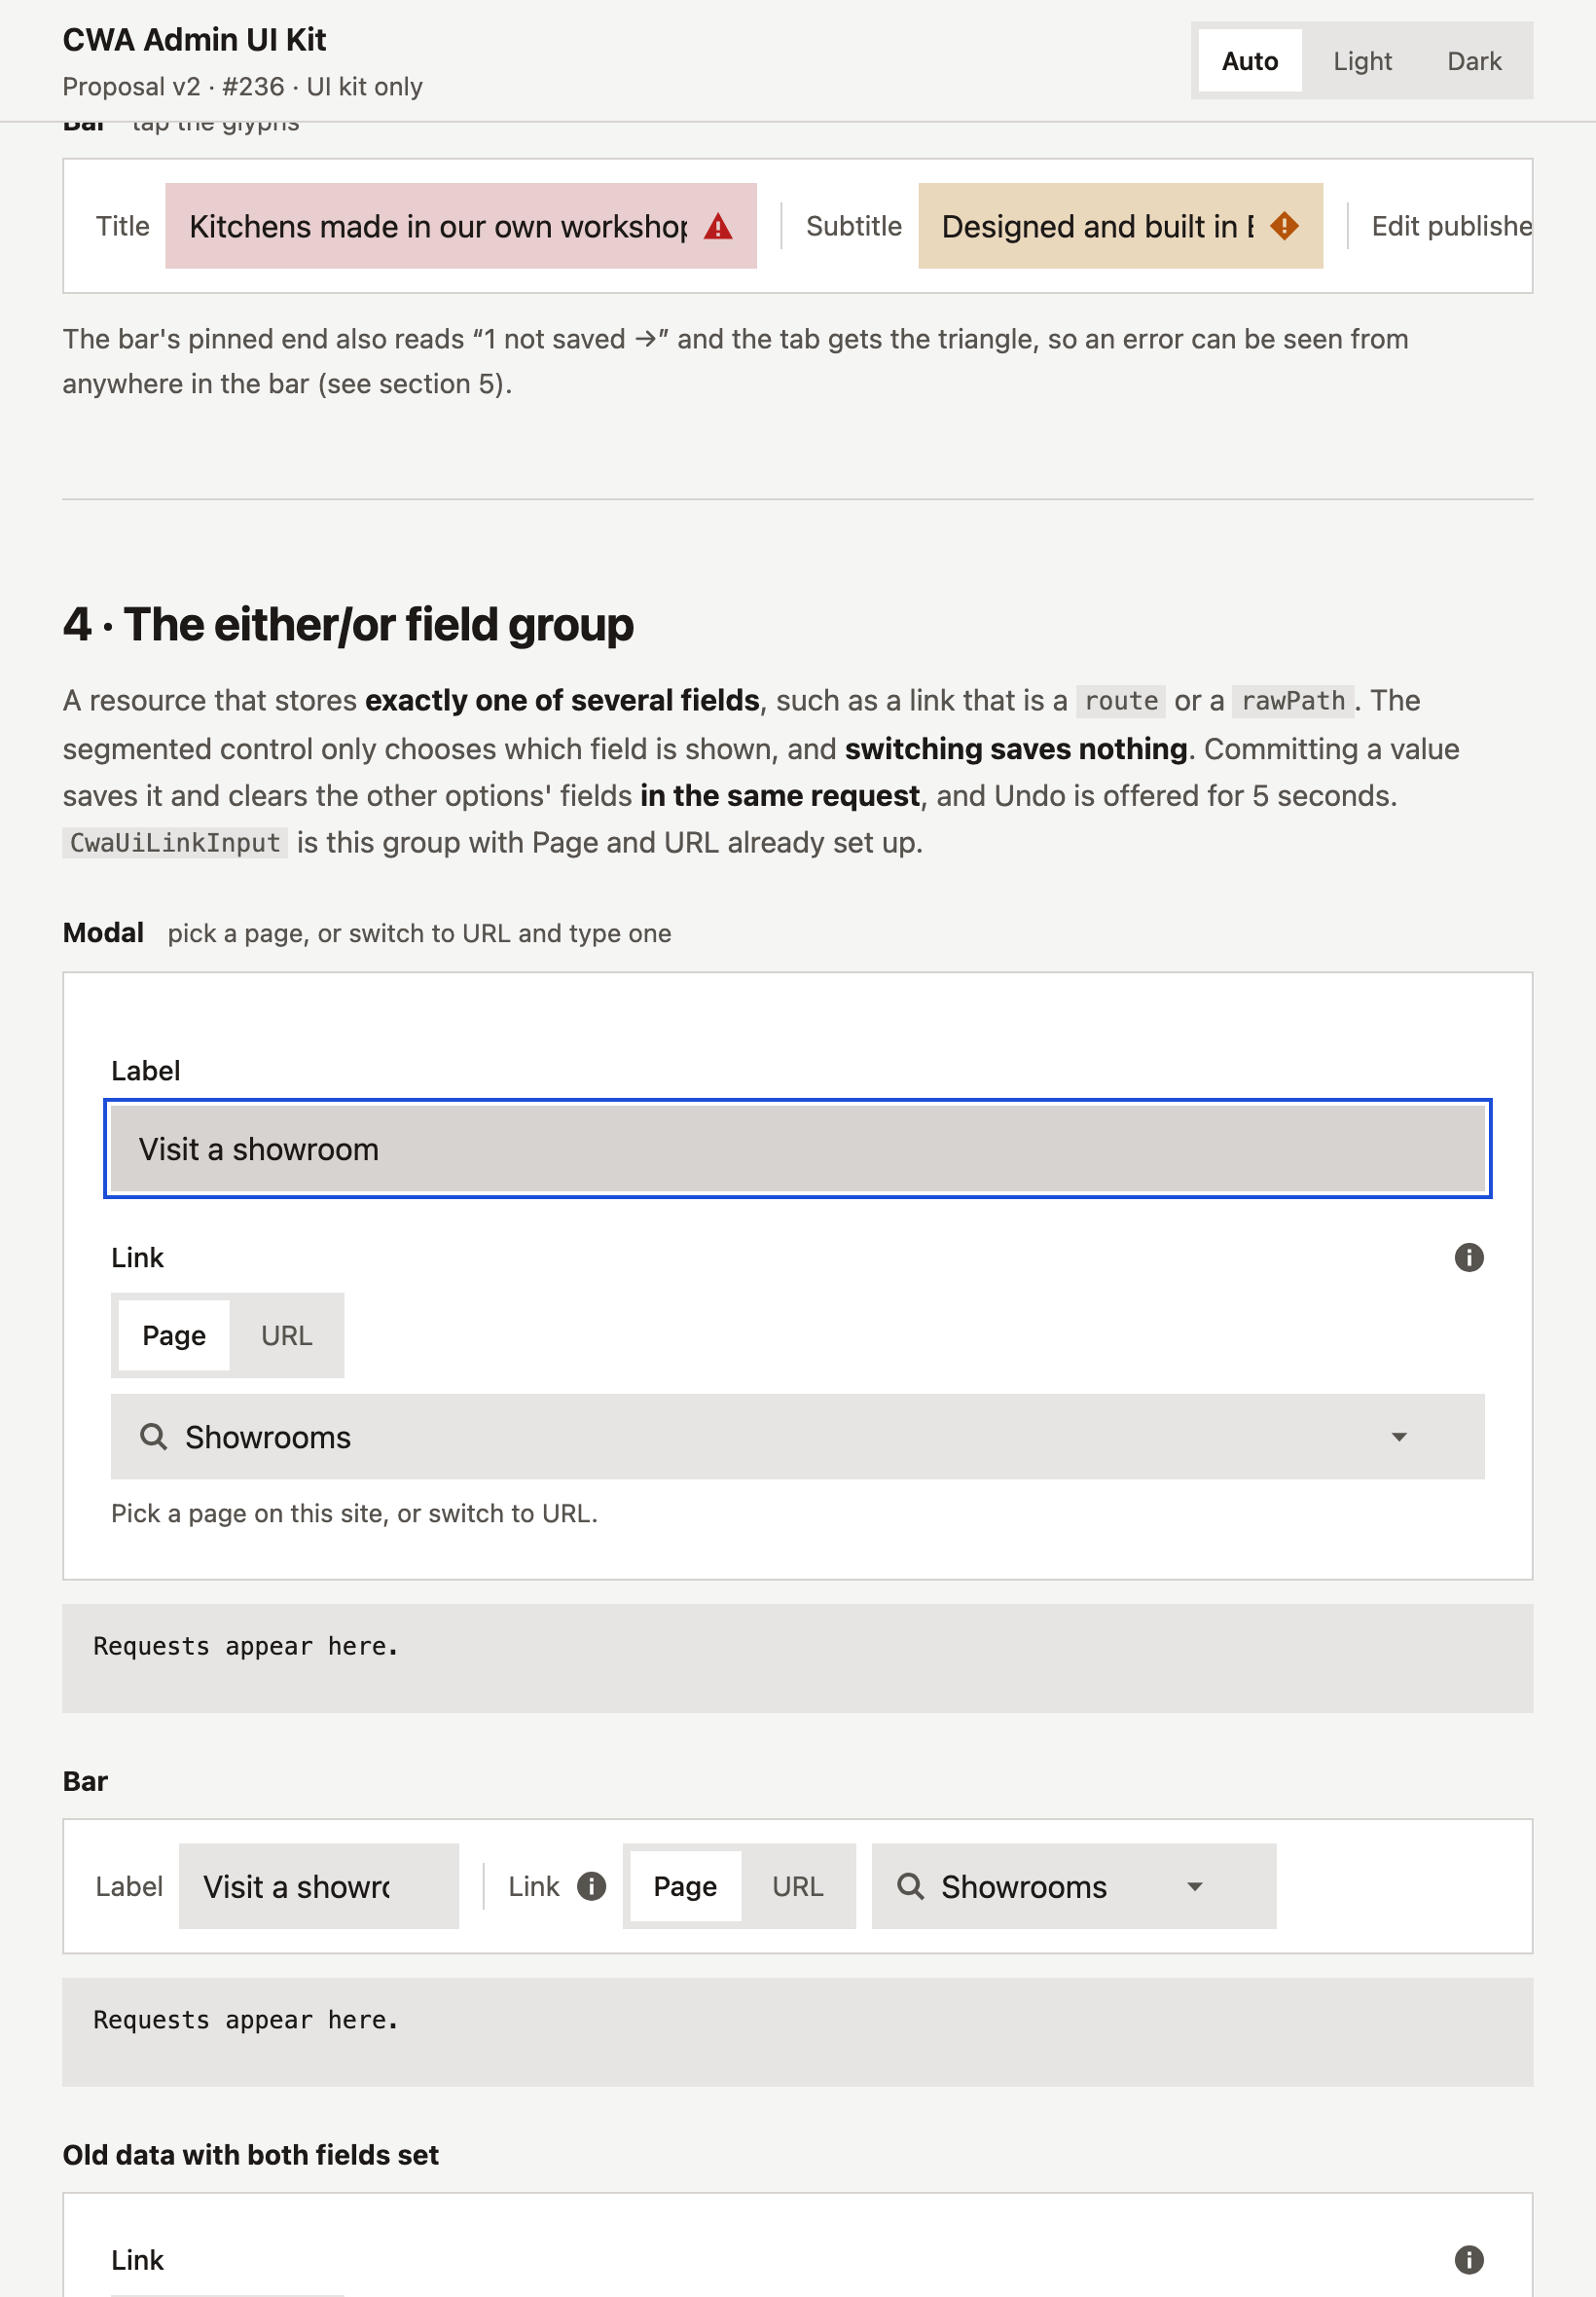 CWA Admin UI Kit
Proposal v2 · #236 · UI kit only
Auto Light Dark
Bar tap the glyphs
Title Kitchens made in our own workshop Subtitle Designed and built in Edit publishe
The bar's pinned end also reads “1 not saved →” and the tab gets the triangle, so an error can be seen from
anywhere in the bar (see section 5).
4 · The either/or field group
A resource that stores exactly one of several fields, such as a link that is a route or a rawPath. The
segmented control only chooses which field is shown, and switching saves nothing. Committing a value
saves it and clears the other options' fields in the same request, and Undo is offered for 5 seconds.
CwaUiLinkInput is this group with Page and URL already set up.
Modal pick a page, or switch to URL and type one
Label
Visit a showroom
Link
Page URL
Showrooms
Pick a page on this site, or switch to URL.
Requests appear here.
Bar
Label Visit a showro Link Page URL Showrooms
Requests appear here.
Old data with both fields set
Link